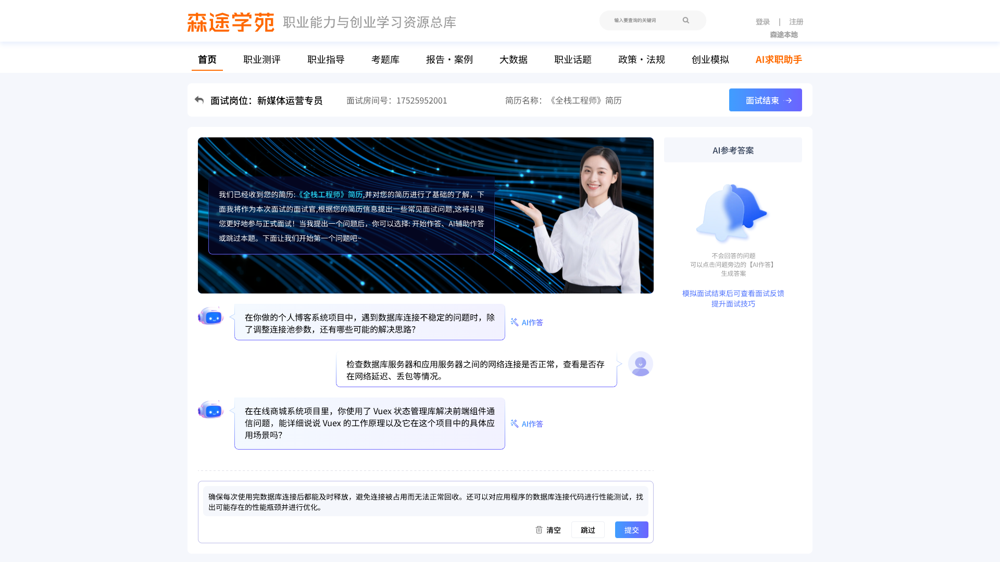 森途学苑 职业能力与创业学习资源总库
输入要查询的关键词
登录 | 注册
森途本地
首页 职业测评 职业指导 考题库 报告·案例 大数据 职业话题 政策·法规 创业模拟 AI求职助手
面试岗位：新媒体运营专员 面试房间号：17525952001 简历名称：《全栈工程师》简历 面试结束
我们已经收到您的简历:《全栈工程师》简历,并对您的简历进行了基础的了解，下
面我将作为本次面试的面试官,根据您的简历信息提出一些常见面试问题,这将引导
您更好地参与正式面试！当我提出一个问题后，你可以选择: 开始作答、AI辅助作答
或跳过本题。下面让我们开始第一个问题吧~
在你做的个人博客系统项目中，遇到数据库连接不稳定的问题时，除
了调整连接池参数，还有哪些可能的解决思路？
AI作答
检查数据库服务器和应用服务器之间的网络连接是否正常，查看是否存
在网络延迟、丢包等情况。
在在线商城系统项目里，你使用了 Vuex 状态管理库解决前端组件通
信问题，能详细说说 Vuex 的工作原理以及它在这个项目中的具体应
用场景吗？
AI作答
确保每次使用完数据库连接后都能及时释放，避免连接被占用而无法正常回收。还可以对应用程序的数据库连接代码进行性能测试，找
出可能存在的性能瓶颈并进行优化。
清空 跳过 提交
AI参考答案
不会回答的问题
可以点击问题旁边的【AI作答】
生成答案
模拟面试结束后可查看面试反馈
提升面试技巧